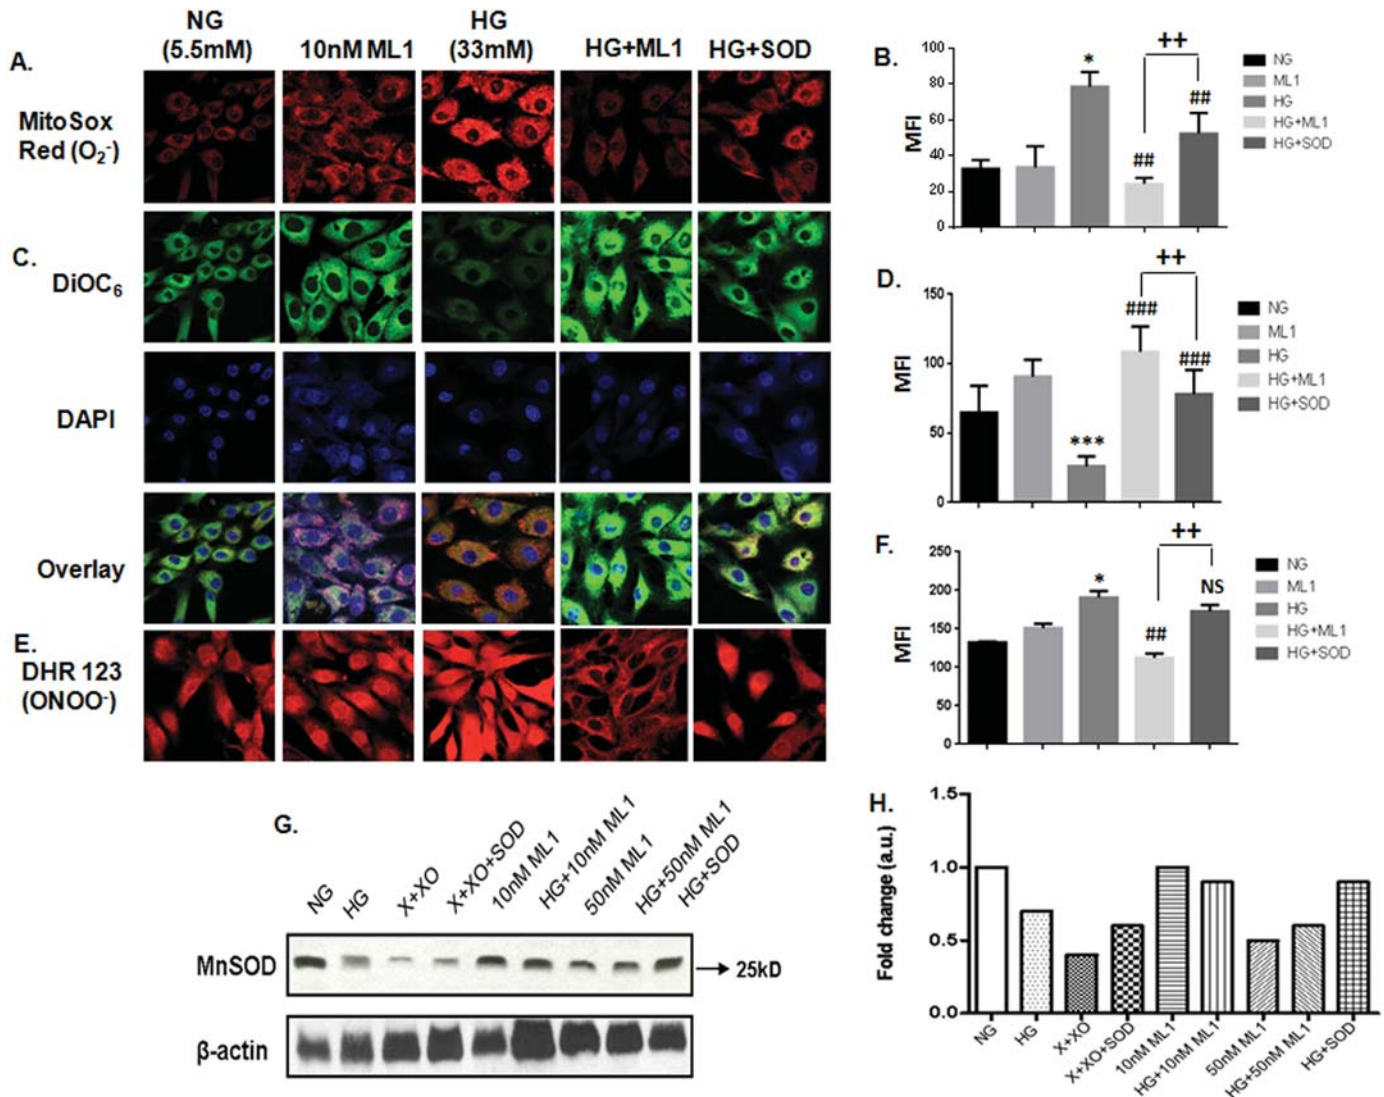 NG
(5.5mM)
10nM ML1
HG
(33mM)
HG+ML1
HG+SOD
A.
MitoSox
Red (O₂⁻)
C.
DiOC₆
DAPI
Overlay
E.
DHR 123
(ONOO⁻)
B.
MFI
100
80
60
40
20
0
*
##
++
##
NG
ML1
HG
HG+ML1
HG+SOD
D.
MFI
150
100
50
0
***
###
++
###
NG
ML1
HG
HG+ML1
HG+SOD
F.
MFI
250
200
150
100
50
0
*
##
++
NS
NG
ML1
HG
HG+ML1
HG+SOD
G.
NG
HG
X+XO
X+XO+SOD
10nM ML1
HG+10nM ML1
50nM ML1
HG+50nM ML1
HG+SOD
MnSOD
→ 25kD
β-actin
H.
Fold change (a.u.)
1.5
1.0
0.5
0.0
NG
HG
X+XO
X+XO+SOD
10nM ML1
HG+10nM ML1
50nM ML1
HG+50nM ML1
HG+SOD